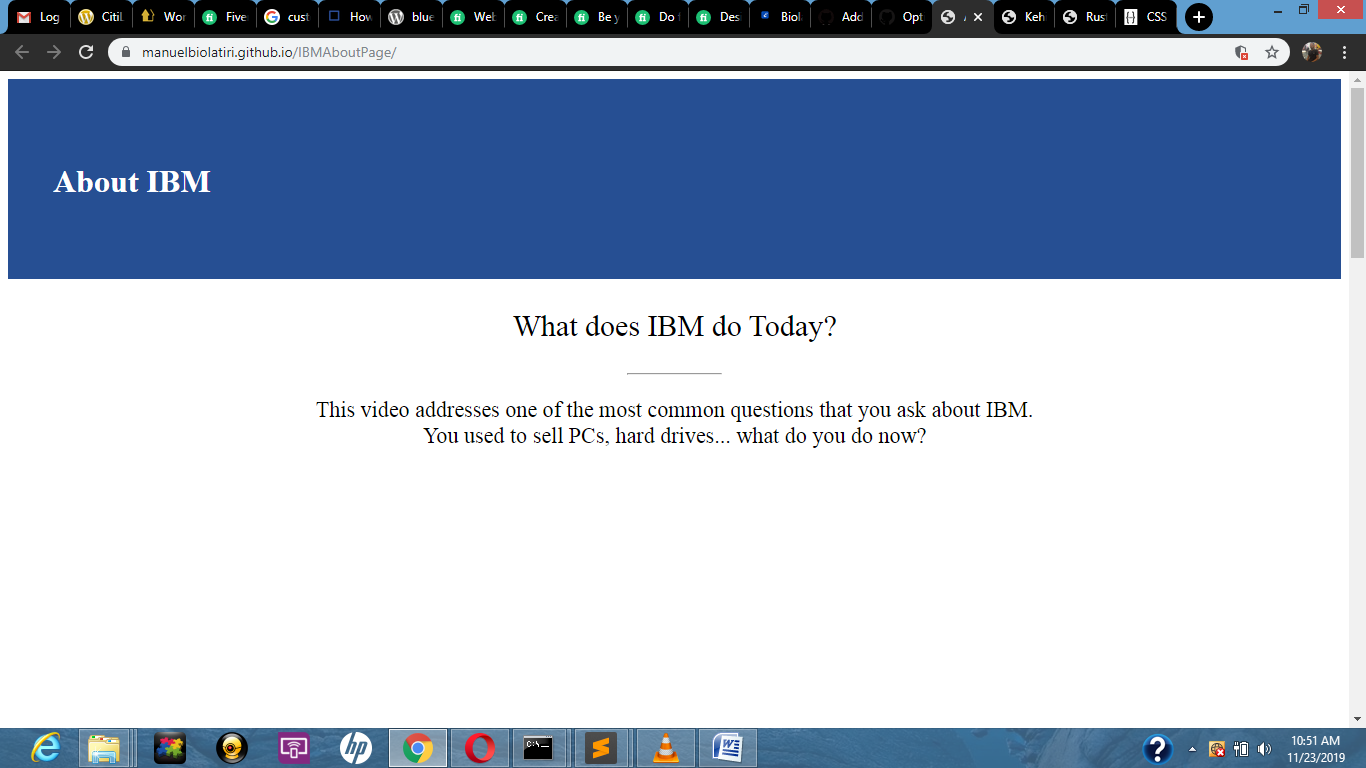 Log
Citi
Wor
Five
cust
How
blue
Web
Crea
Be y
Do
Des
Biol
Add
Opt
Keh
Rus
CSS
manuelbiolatiri.github.io/IBMAboutPage/
About IBM
What does IBM do Today?
This video addresses one of the most common questions that you ask about IBM.
You used to sell PCs, hard drives... what do you do now?
10:51 AM
11/23/2019